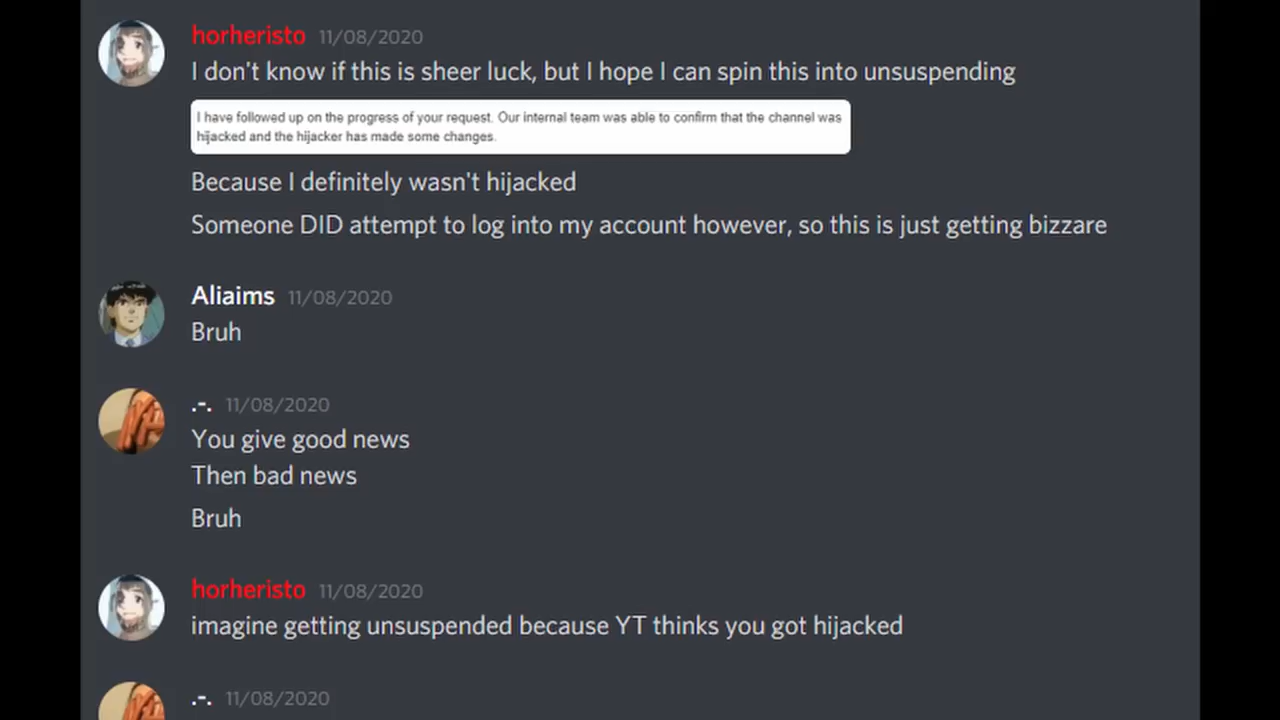 horheristo 11/08/2020
I don't know if this is sheer luck, but I hope I can spin this into unsuspending
I have followed up on the progress of your request. Our internal team was able to confirm that the channel was
hijacked and the hijacker has made some changes.
Because I definitely wasn't hijacked
Someone DID attempt to log into my account however, so this is just getting bizzare
Aliaims 11/08/2020
Bruh
.-. 11/08/2020
You give good news
Then bad news
Bruh
horheristo 11/08/2020
imagine getting unsuspended because YT thinks you got hijacked
.-. 11/08/2020